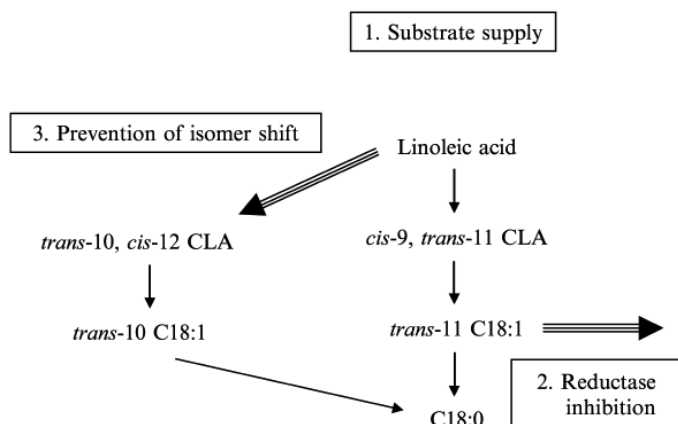 1. Substrate supply
3. Prevention of isomer shift
Linoleic acid
trans-10, cis-12 CLA
cis-9, trans-11 CLA
trans-10 C18:1
trans-11 C18:1
2. Reductase
inhibition
C18:0